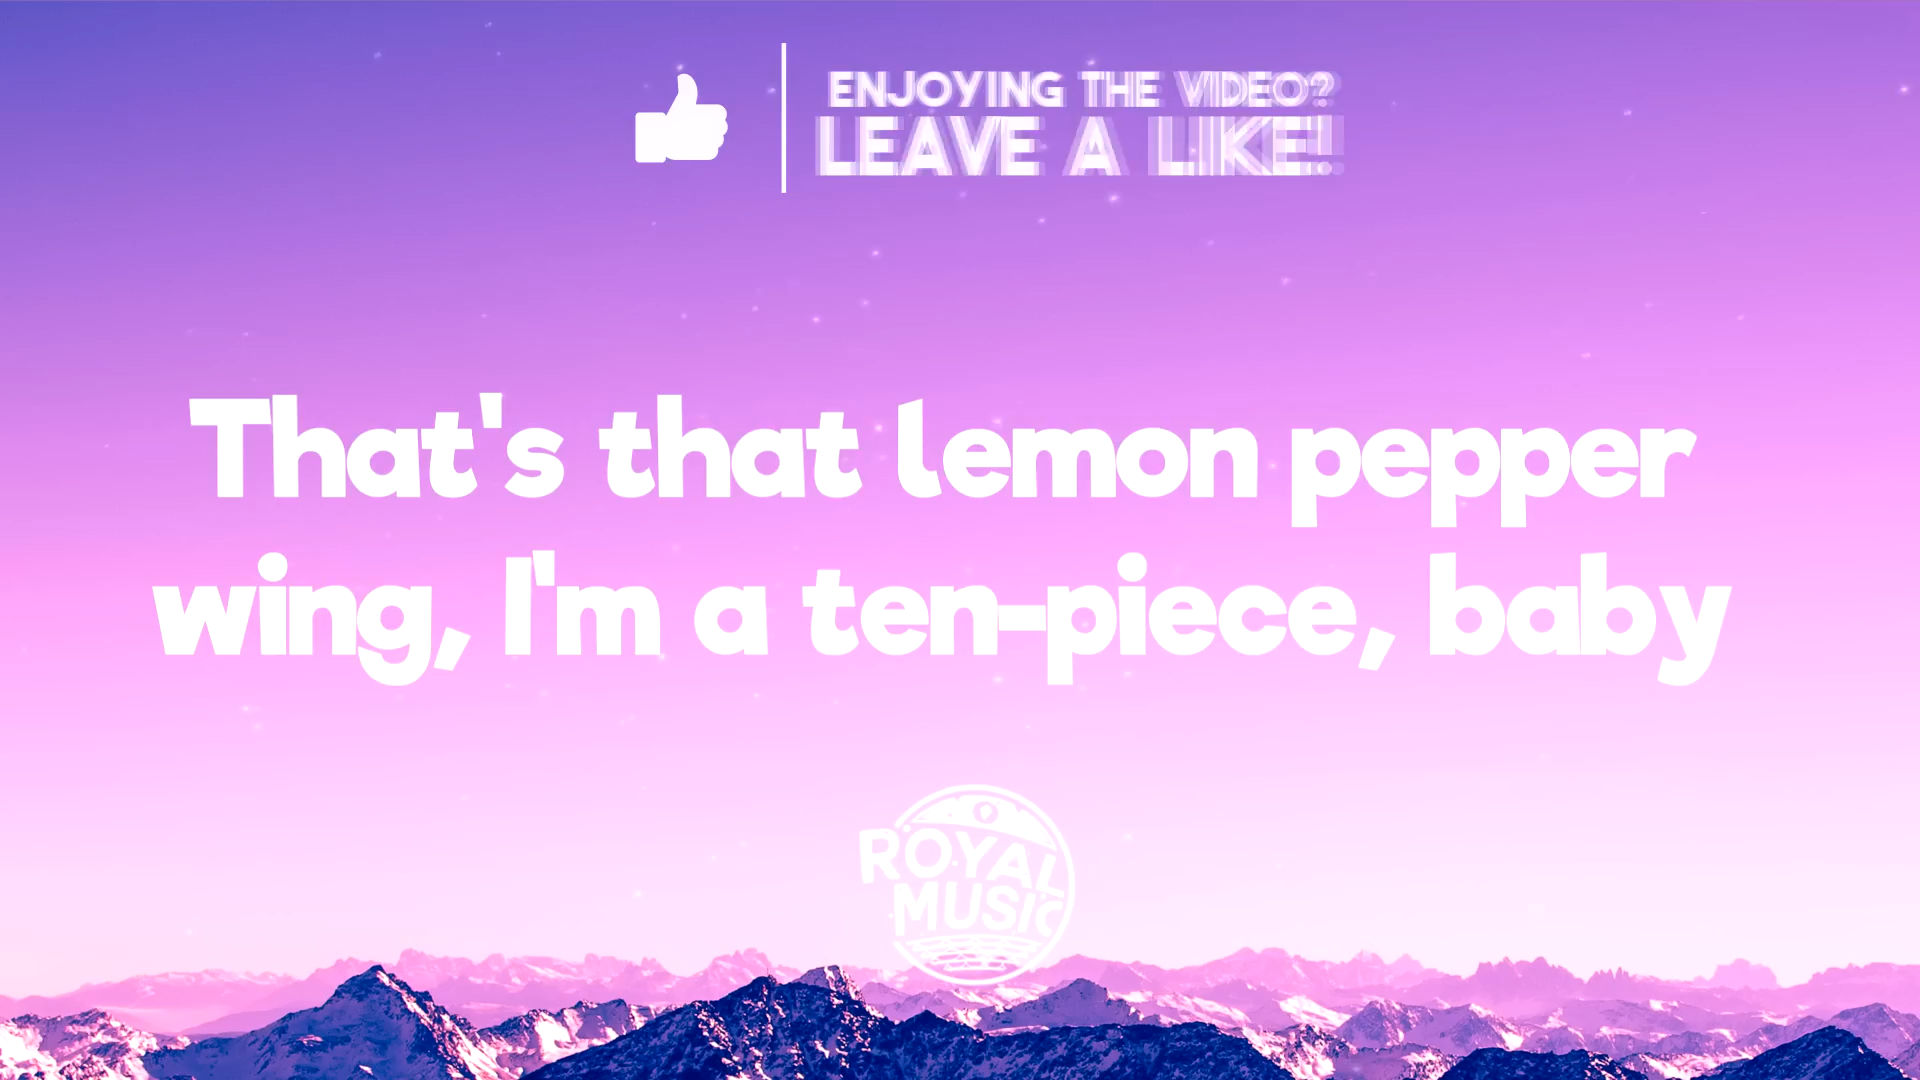 ENJOYING THE VIDEO?
LEAVE A LIKE!
That's that lemon pepper
wing, I'm a ten-piece, baby
ROYAL
MUSIC